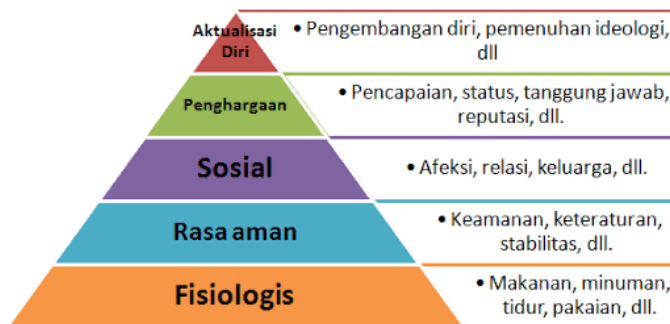 Aktualisasi
Diri
• Pengembangan diri, pemenuhan ideologi,
dll
Penghargaan
• Pencapaian, status, tanggung jawab,
reputasi, dll.
Sosial
• Afeksi, relasi, keluarga, dll.
Rasa aman
• Keamanan, keteraturan,
stabilitas, dll.
Fisiologis
• Makanan, minuman,
tidur, pakaian, dll.